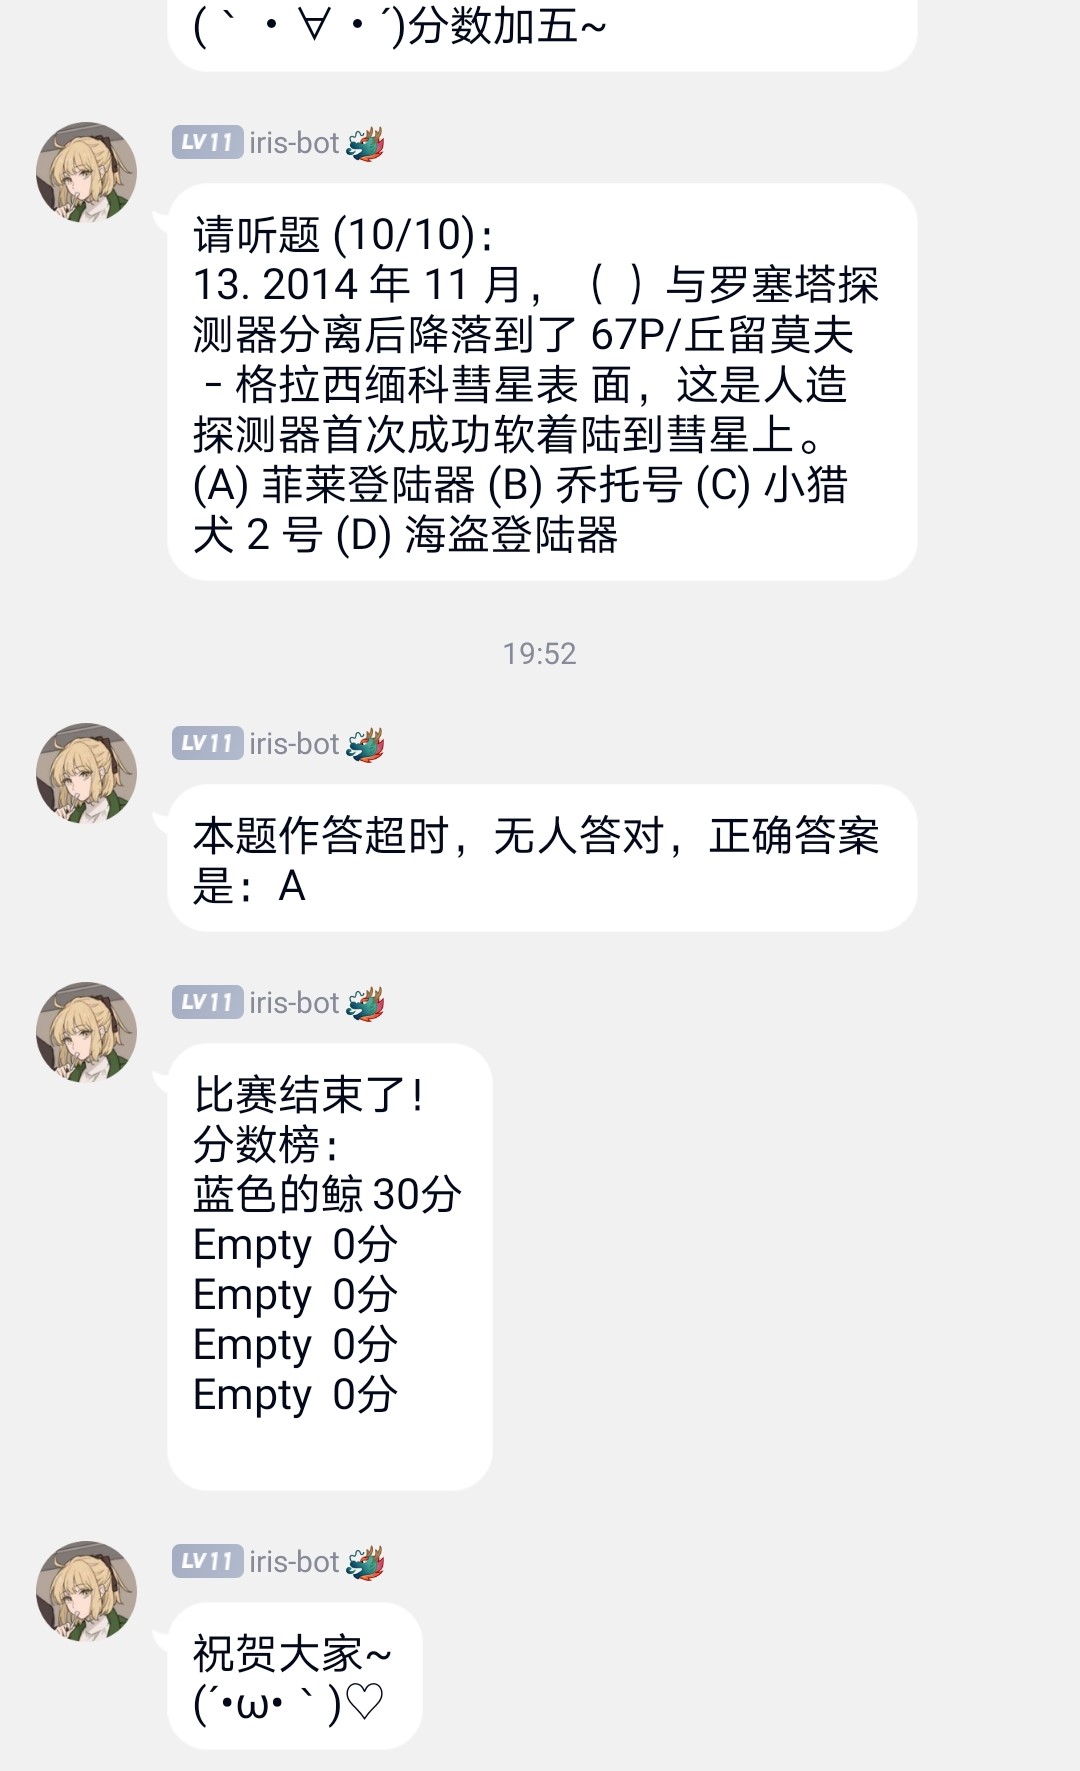 (｀・∀・´)分数加五~
LV11 iris-bot
请听题 (10/10)：
13. 2014 年 11 月，（ ）与罗塞塔探
测器分离后降落到了 67P/丘留莫夫
－格拉西缅科彗星表 面，这是人造
探测器首次成功软着陆到彗星上。
(A) 菲莱登陆器 (B) 乔托号 (C) 小猎
犬 2 号 (D) 海盗登陆器
19:52
LV11 iris-bot
本题作答超时，无人答对，正确答案
是：A
LV11 iris-bot
比赛结束了！
分数榜：
蓝色的鲸 30分
Empty 0分
Empty 0分
Empty 0分
Empty 0分
LV11 iris-bot
祝贺大家~
(´•ω•｀)♡